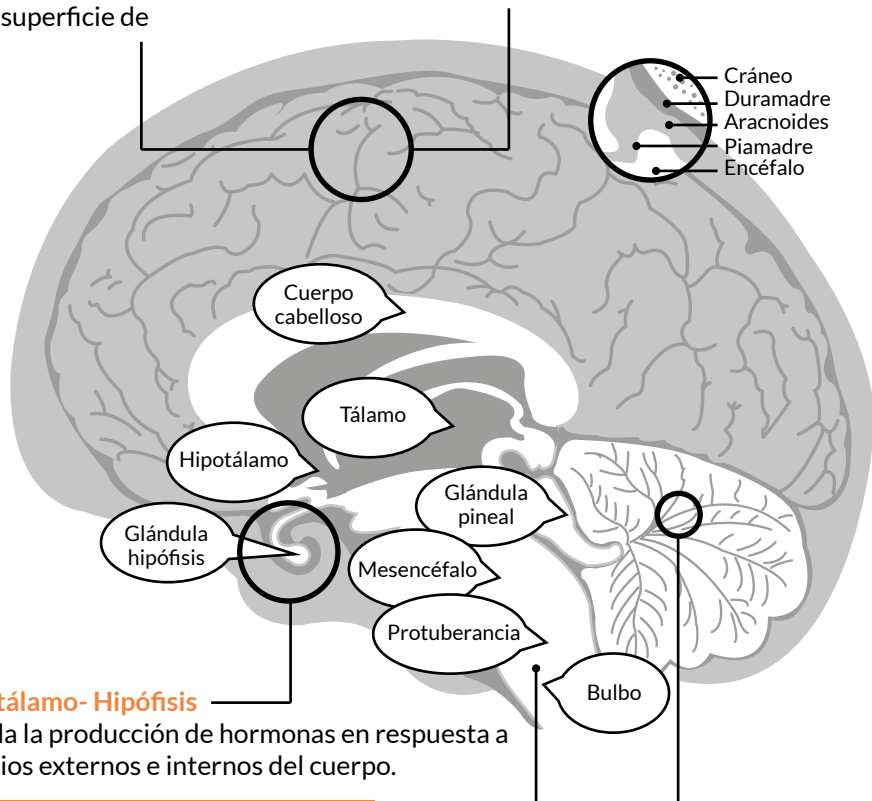 superficie de
Cráneo
Duramadre
Aracnoides
Piamadre
Encéfalo
Cuerpo
cabelloso
Tálamo
Hipotálamo
Glándula
pineal
Glándula
hipófisis
Mesencéfalo
Protuberancia
Bulbo
tálamo- Hipófisis
la la producción de hormonas en respuesta a
ios externos e internos del cuerpo.